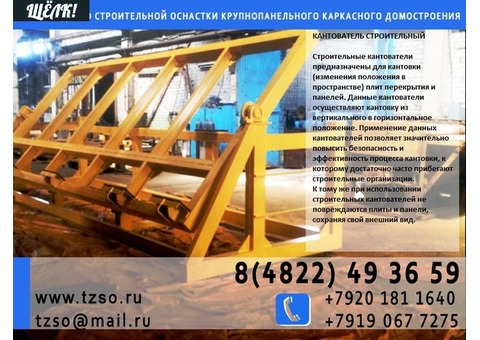 ЩЁЛК!
О СТРОИТЕЛЬНОЙ ОСНАСТКИ КРУПНОПАНЕЛЬНОГО КАРКАСНОГО ДОМОСТРОЕНИЯ
КАНТОВАТЕЛЬ СТРОИТЕЛЬНЫЙ
Строительные кантователи
предназначены для кантовки
(изменения положения в
пространстве) плит перекрытия и
панелей. Данные кантователи
осуществляют кантовку из
вертикального в горизонтальное
положение. Применение данных
кантователей позволяет значительно
повысить безопасность и
эффективность процесса кантовки, к
которому достаточно часто прибегают
строительные организации.
К тому же при использовании
строительных кантователей не
повреждаются плиты и панели,
сохраняя свой внешний вид.
8(4822) 49 36 59
www.tzso.ru
+7920 181 1640
tzso@mail.ru
+7919 067 7275